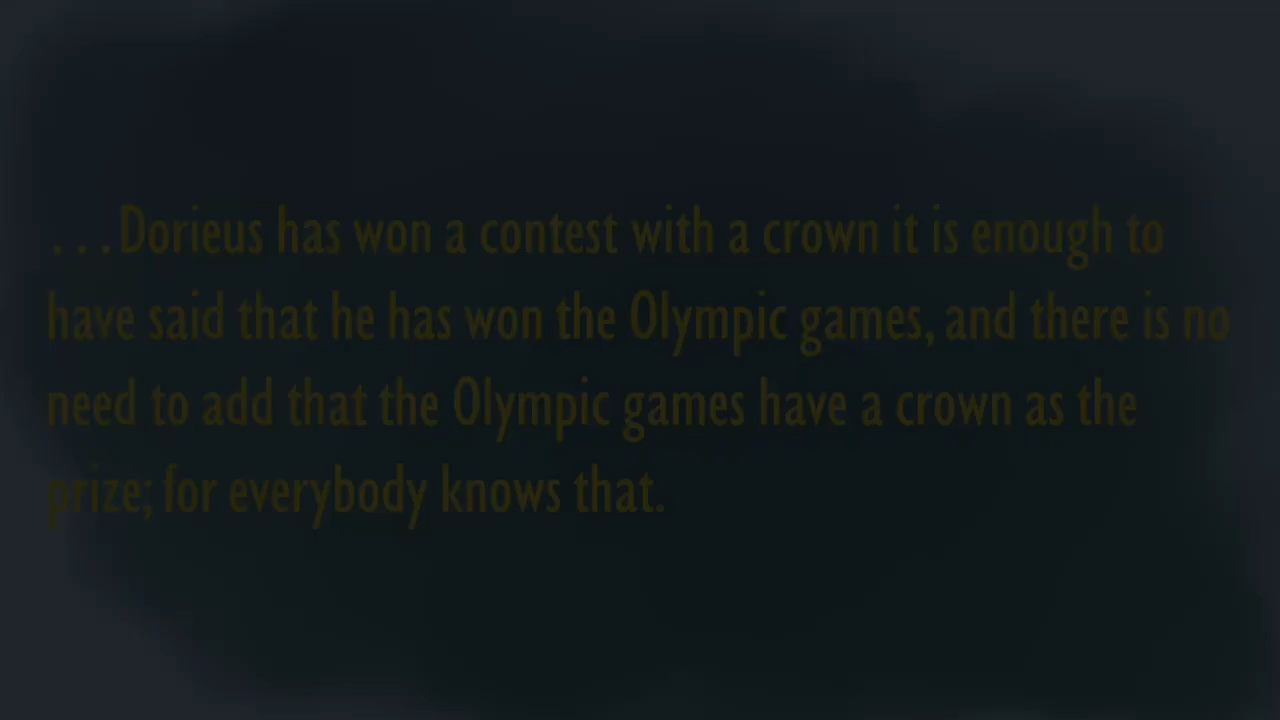 ...Dorieus has won a contest with a crown it is enough to
have said that he has won the Olympic games, and there is no
need to add that the Olympic games have a crown as the
prize; for everybody knows that.